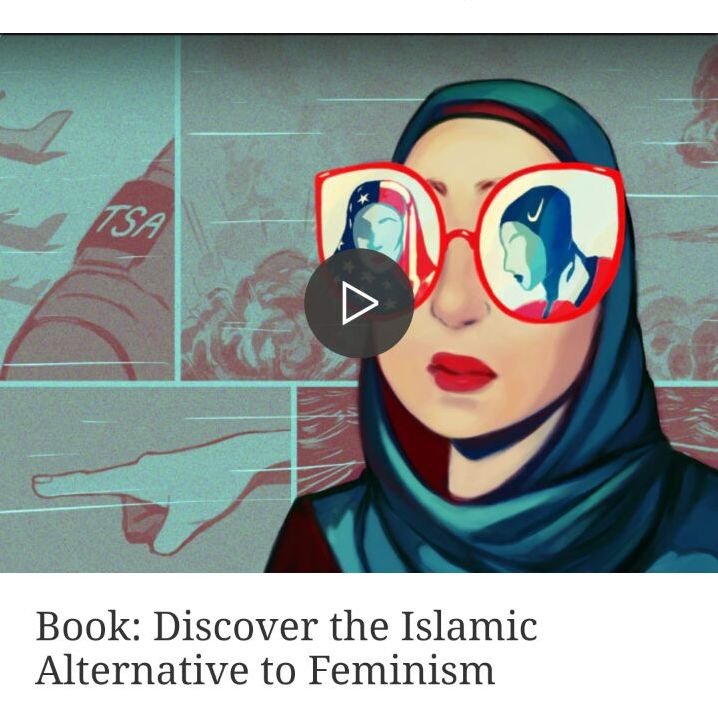 TSA
Book: Discover the Islamic
Alternative to Feminism